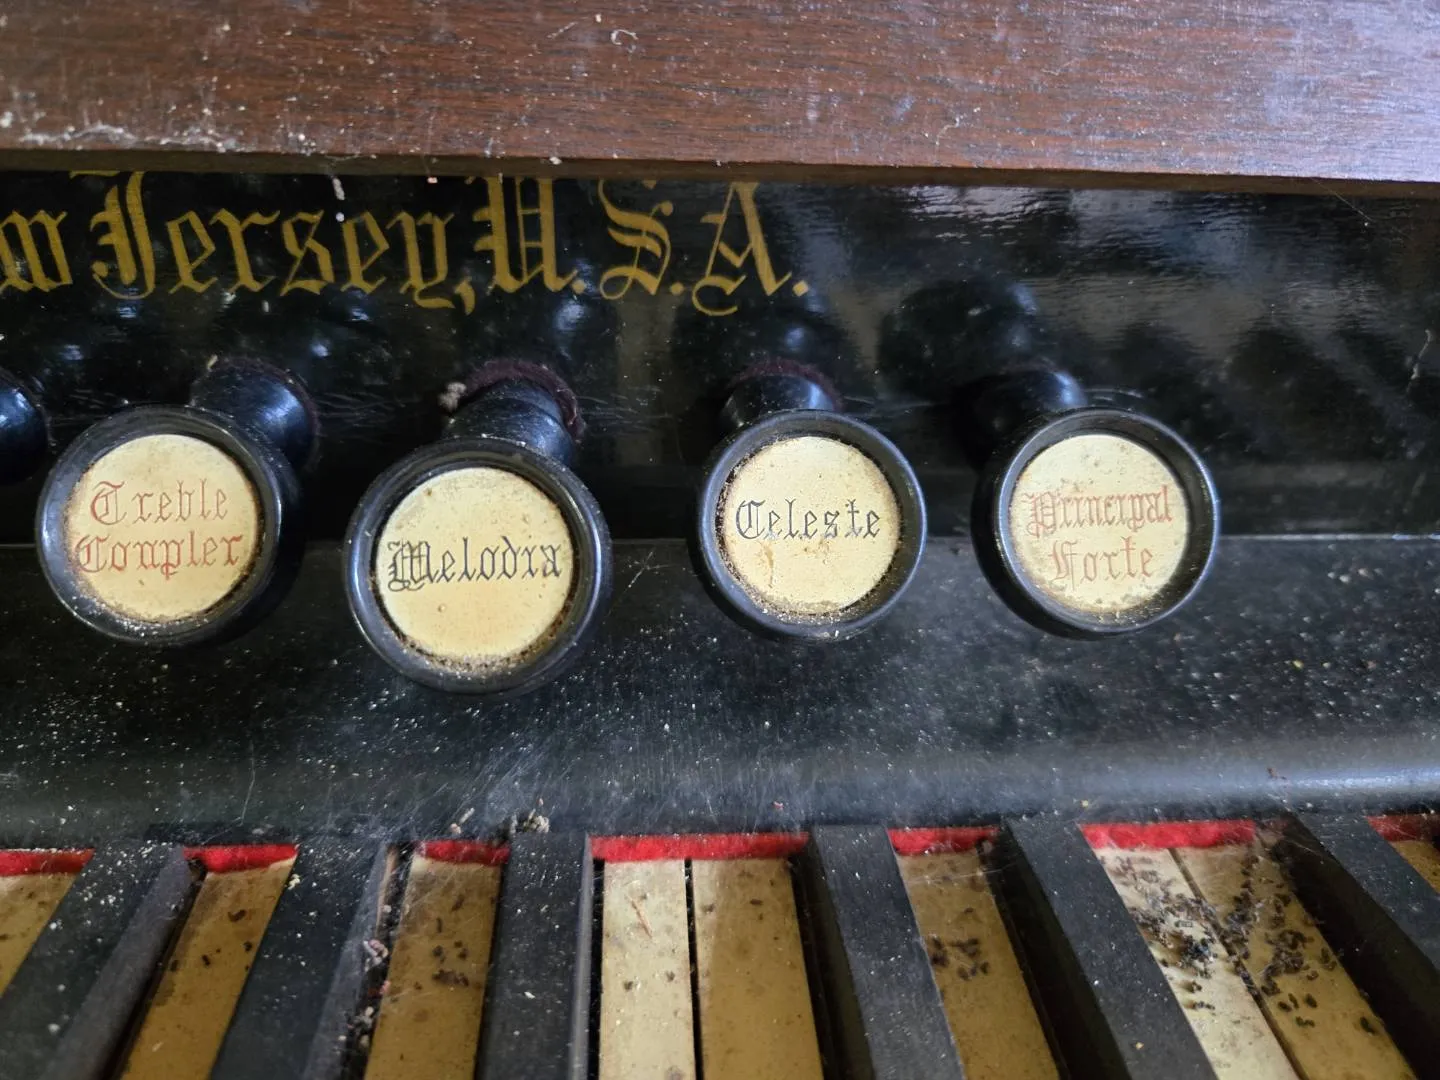 w Jersey, U.S.A.
Treble
Coupler
Melodia
Celeste
Principal
Forte